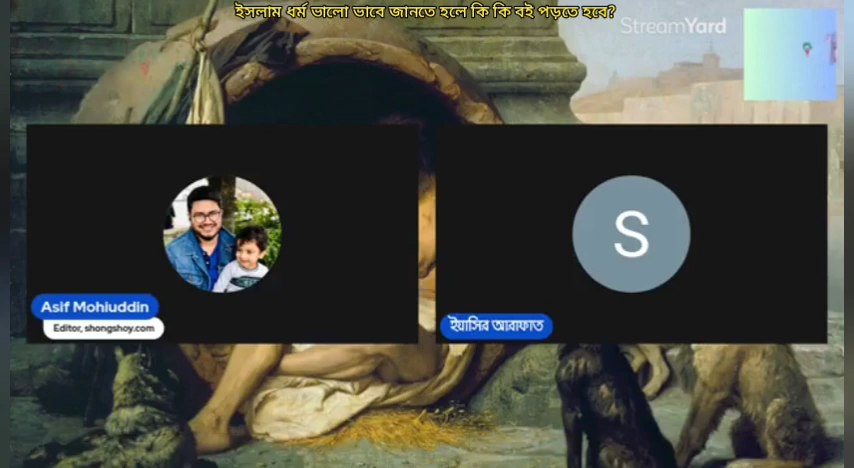 ইসলাম ধর্ম ভালো ভাবে জানতে হলে কি কি বই পড়তে হবে?
StreamYard
S
Asif Mohiuddin
Editor, shongshoy.com
ইয়াসির আরাফাত